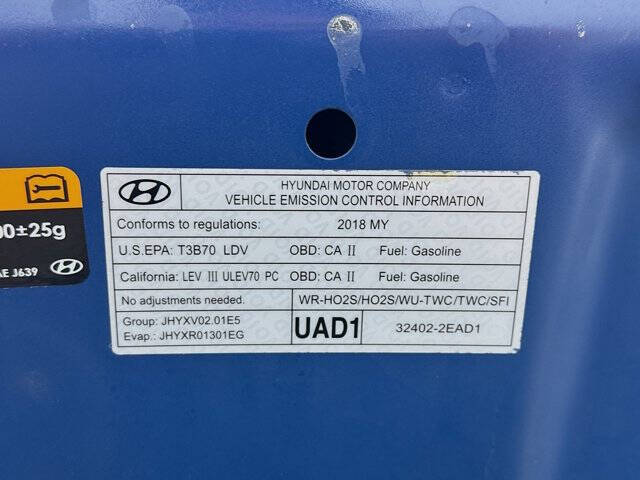 HYUNDAI MOTOR COMPANY
VEHICLE EMISSION CONTROL INFORMATION
Conforms to regulations: 2018 MY
U.S.EPA: T3B70 LDV OBD: CA II Fuel: Gasoline
California: LEV III ULEV70 PC OBD: CA II Fuel: Gasoline
No adjustments needed. WR-HO2S/HO2S/WU-TWC/TWC/SFI
Group: JHYXV02.01E5
Evap.: JHYXR01301EG
UAD1 32402-2EAD1
00±25g
AE J639